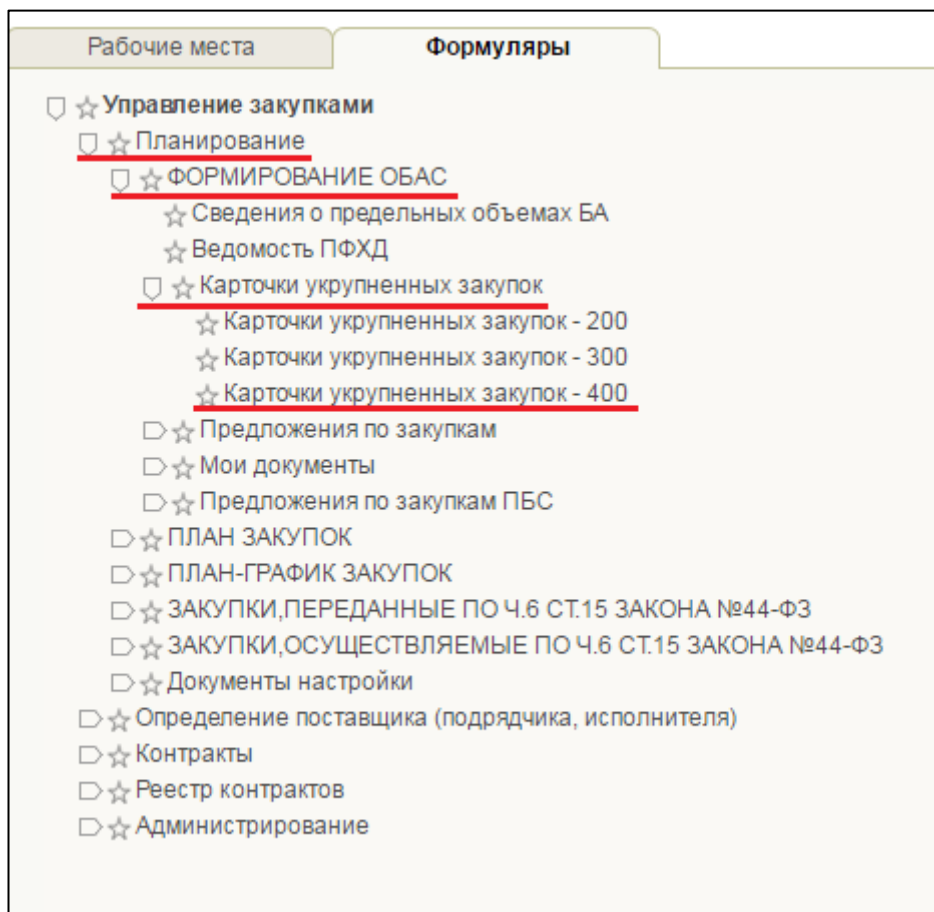 Рабочие места
Формуляры
Управление закупками
Планирование
ФОРМИРОВАНИЕ ОБАС
Сведения о предельных объемах БА
Ведомость ПФХД
Карточки укрупненных закупок
Карточки укрупненных закупок - 200
Карточки укрупненных закупок - 300
Карточки укрупненных закупок - 400
Предложения по закупкам
Мои документы
Предложения по закупкам ПБС
ПЛАН ЗАКУПОК
ПЛАН-ГРАФИК ЗАКУПОК
ЗАКУПКИ,ПЕРЕДАННЫЕ ПО Ч.6 СТ.15 ЗАКОНА №44-ФЗ
ЗАКУПКИ,ОСУЩЕСТВЛЯЕМЫЕ ПО Ч.6 СТ.15 ЗАКОНА №44-ФЗ
Документы настройки
Определение поставщика (подрядчика, исполнителя)
Контракты
Реестр контрактов
Администрирование